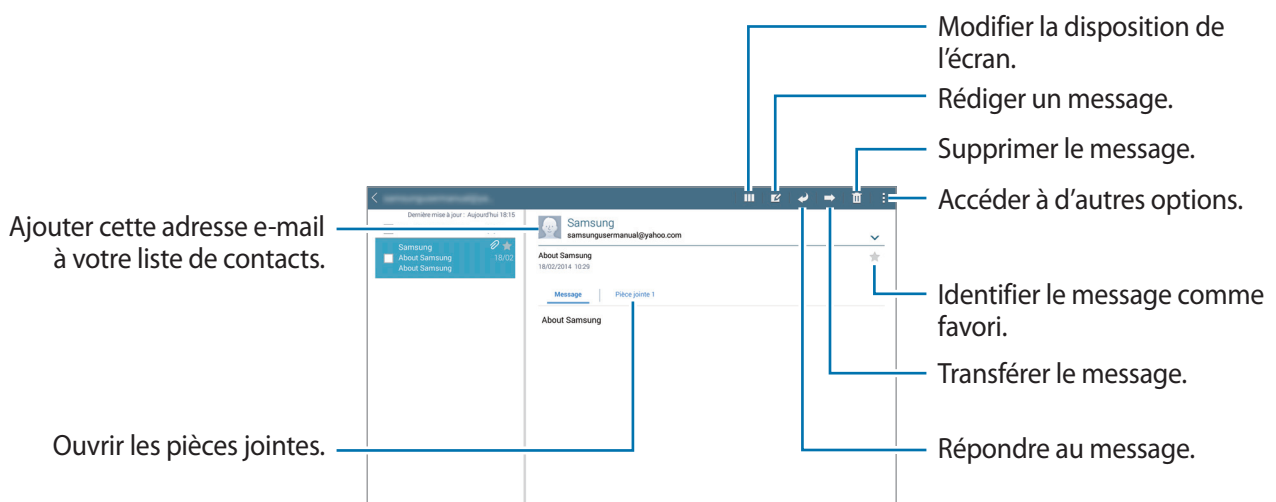 Modifier la disposition de
l'écran.
Rédiger un message.
Supprimer le message.
Accéder à d'autres options.
Ajouter cette adresse e-mail
à votre liste de contacts.
Dernière mise à jour : Aujourd'hui 18:15
Samsung
About Samsung 18/02
About Samsung
Samsung
samsungusermanual@yahoo.com
About Samsung
18/02/2014 10:29
Message Pièce jointe 1
About Samsung
Identifier le message comme
favori.
Transférer le message.
Ouvrir les pièces jointes.
Répondre au message.